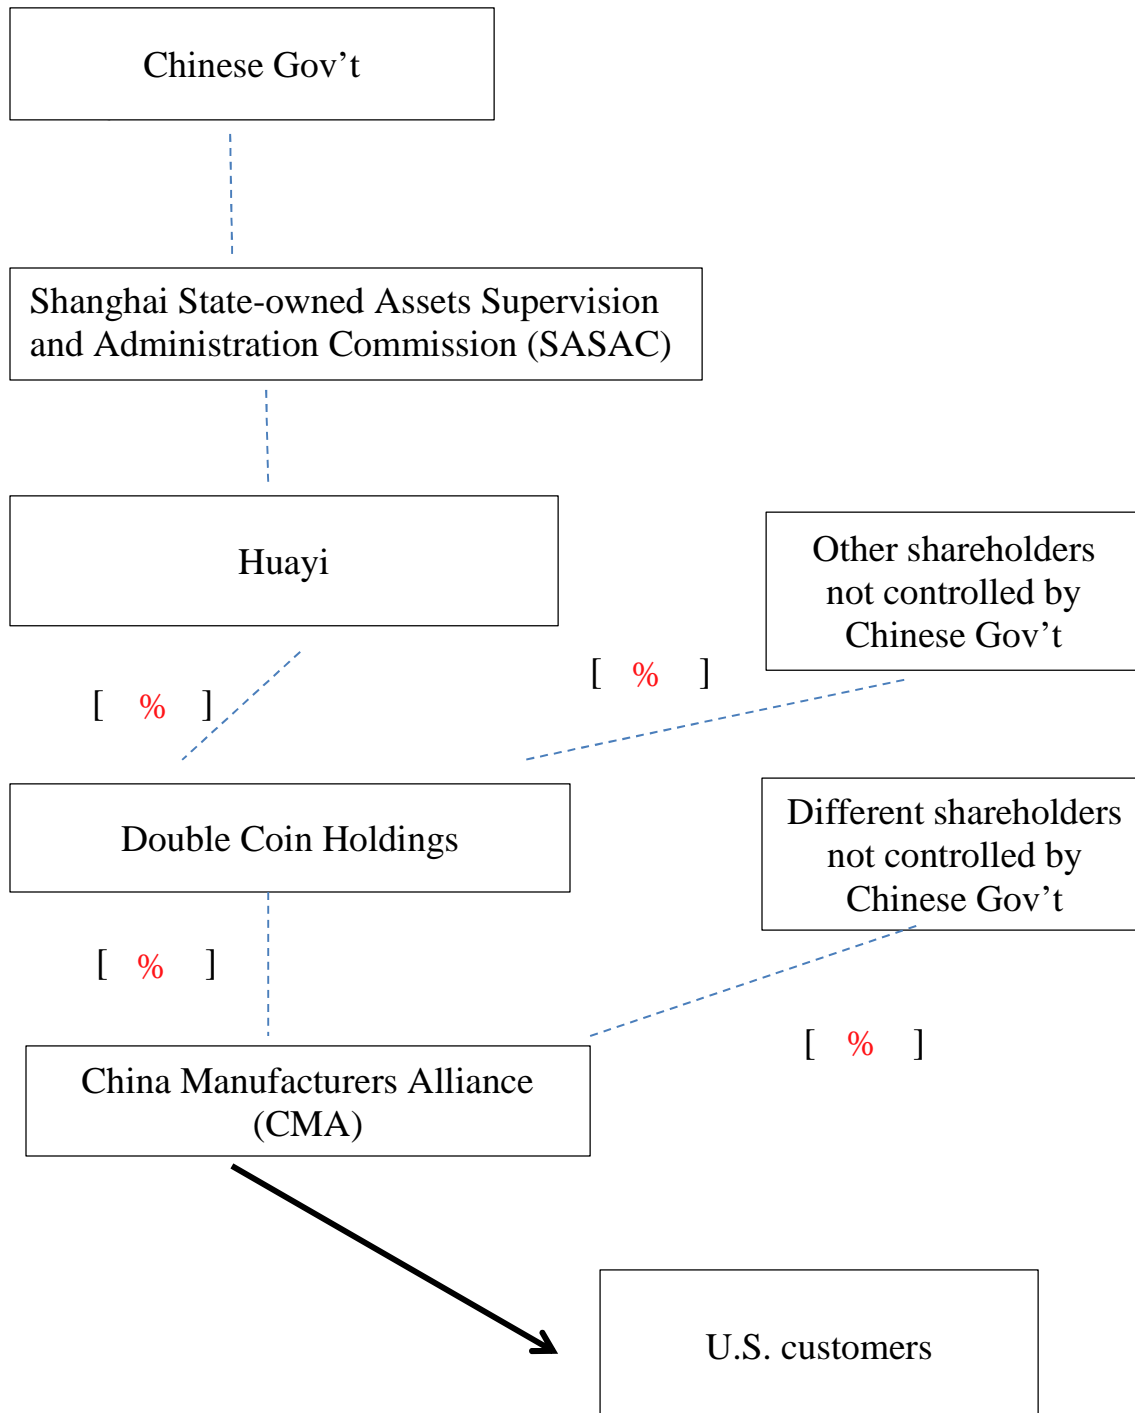 Chinese Gov’t
Shanghai State-owned Assets Supervision
and Administration Commission (SASAC)
Huayi
Other shareholders
not controlled by
Chinese Gov’t
[ % ]
[ % ]
Double Coin Holdings
Different shareholders
not controlled by
Chinese Gov’t
[ % ]
[ % ]
China Manufacturers Alliance
(CMA)
U.S. customers